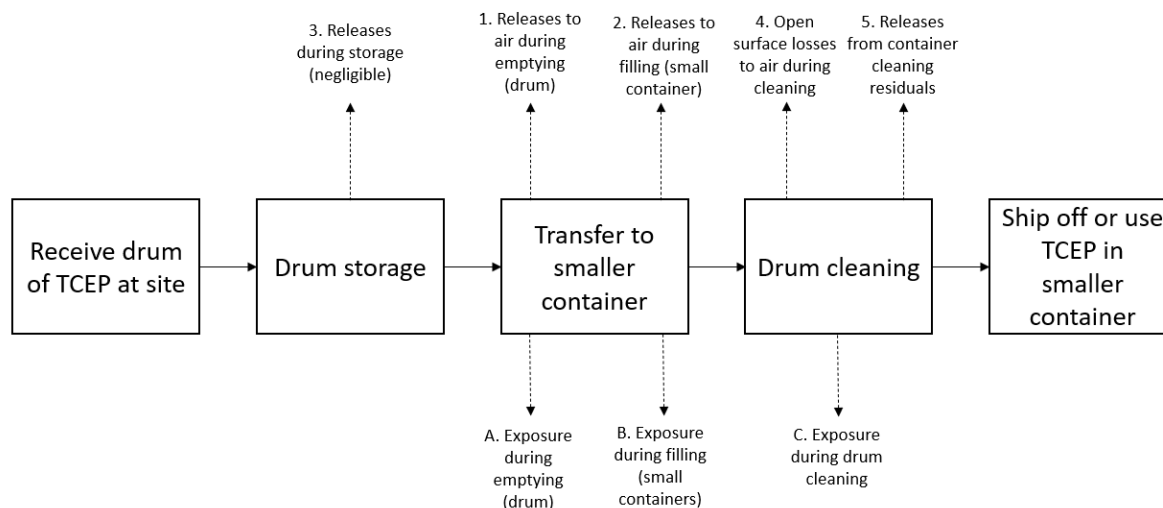 3. Releases
during storage
(negligible)
1. Releases to
air during
emptying
(drum)
2. Releases to
air during
filling (small
container)
4. Open
surface losses
to air during
cleaning
5. Releases
from container
cleaning
residuals
Receive drum
of TCEP at site
Drum storage
Transfer to
smaller
container
Drum cleaning
Ship off or use
TCEP in
smaller
container
A. Exposure
during
emptying
(drum)
B. Exposure
during filling
(small
containers)
C. Exposure
during drum
cleaning